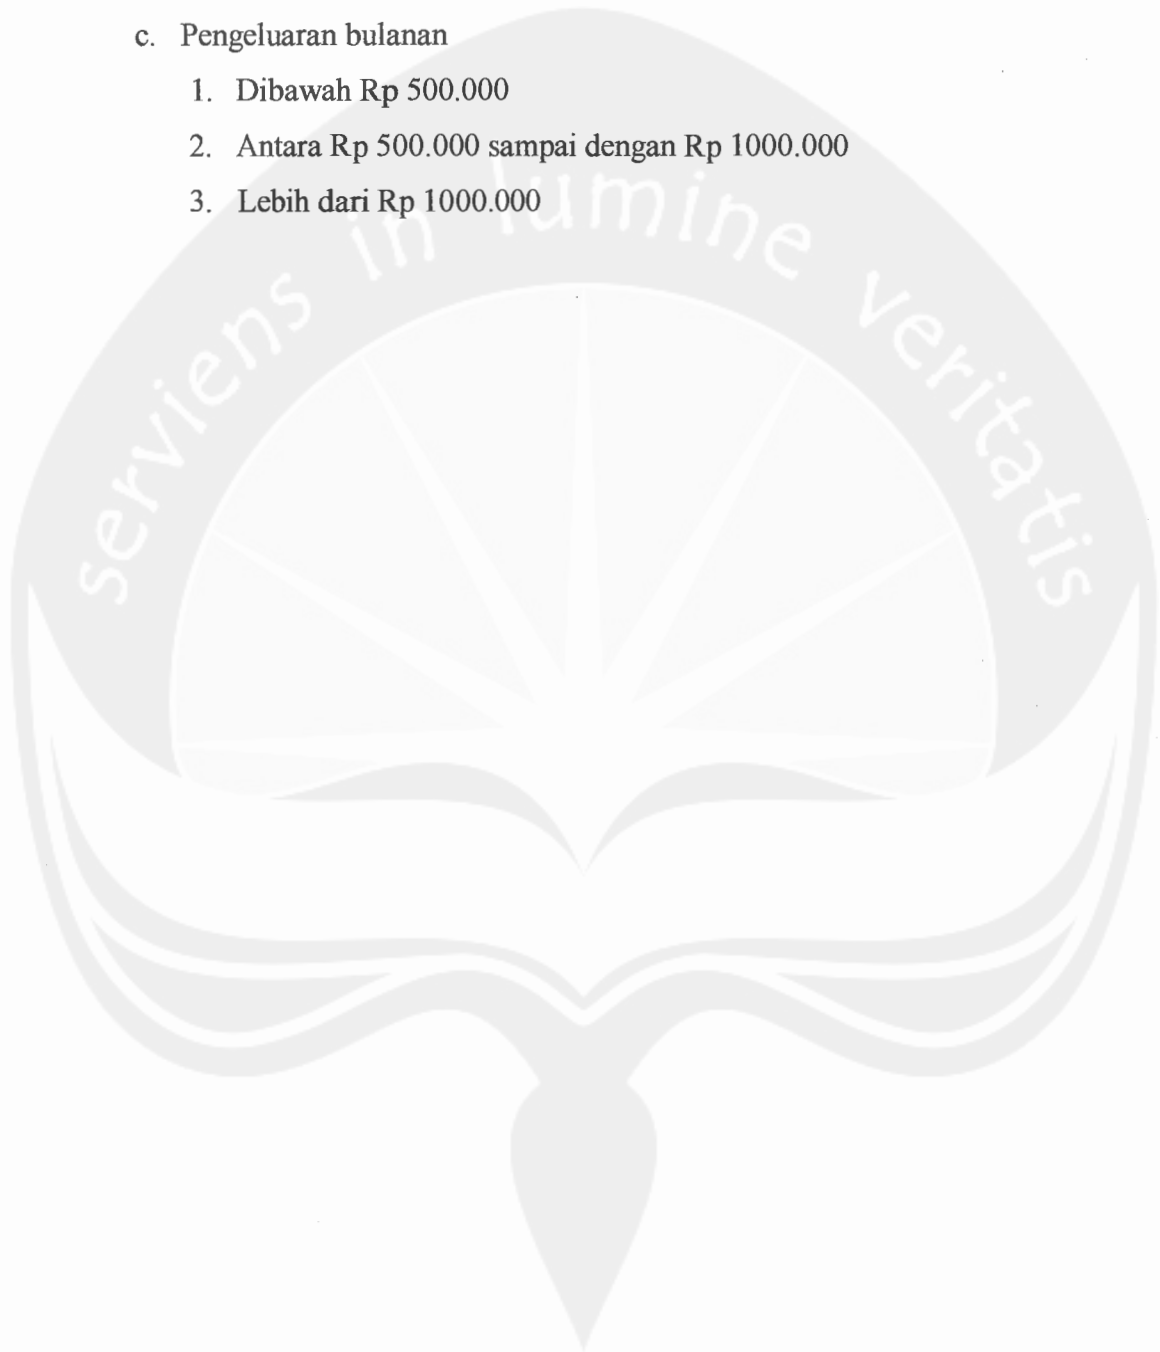 c. Pengeluaran bulanan
1. Dibawah Rp 500.000
2. Antara Rp 500.000 sampai dengan Rp 1000.000
3. Lebih dari Rp 1000.000
serviens in lumine veritatis